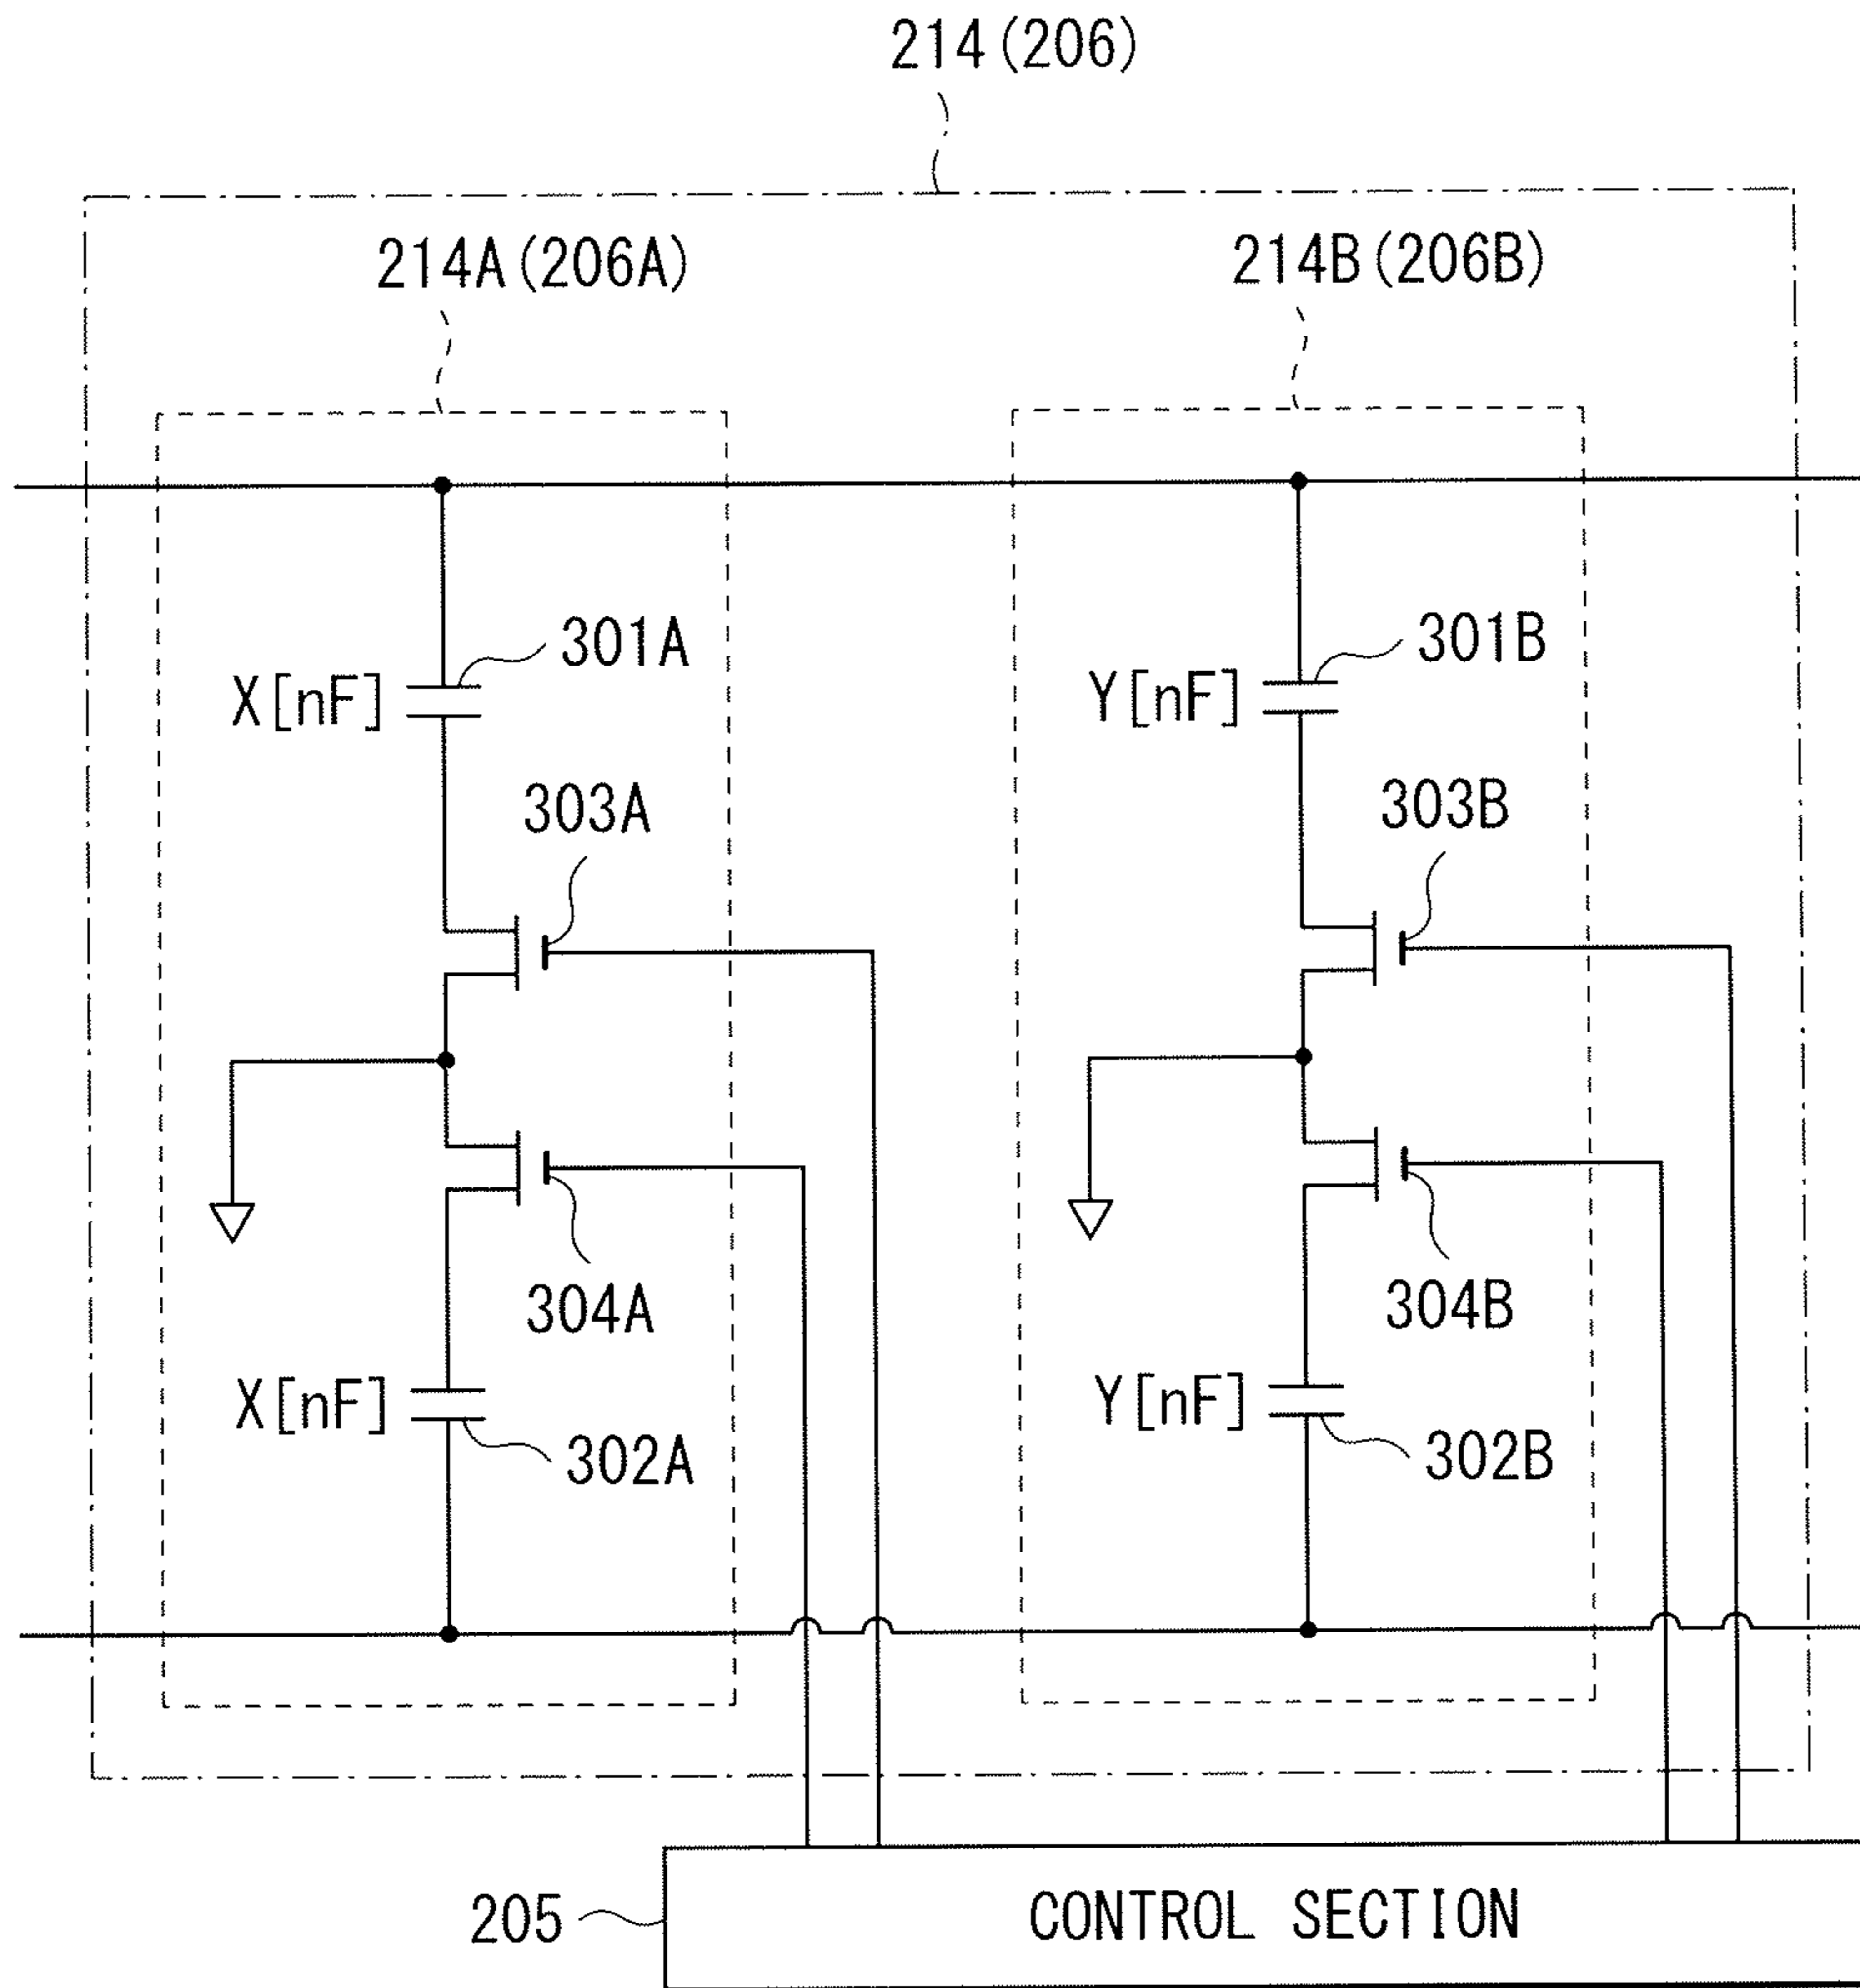 214(206)
214A(206A)
214B(206B)
301A
301B
X[nF]
Y[nF]
303A
303B
304A
304B
X[nF]
Y[nF]
302A
302B
205
CONTROL SECTION